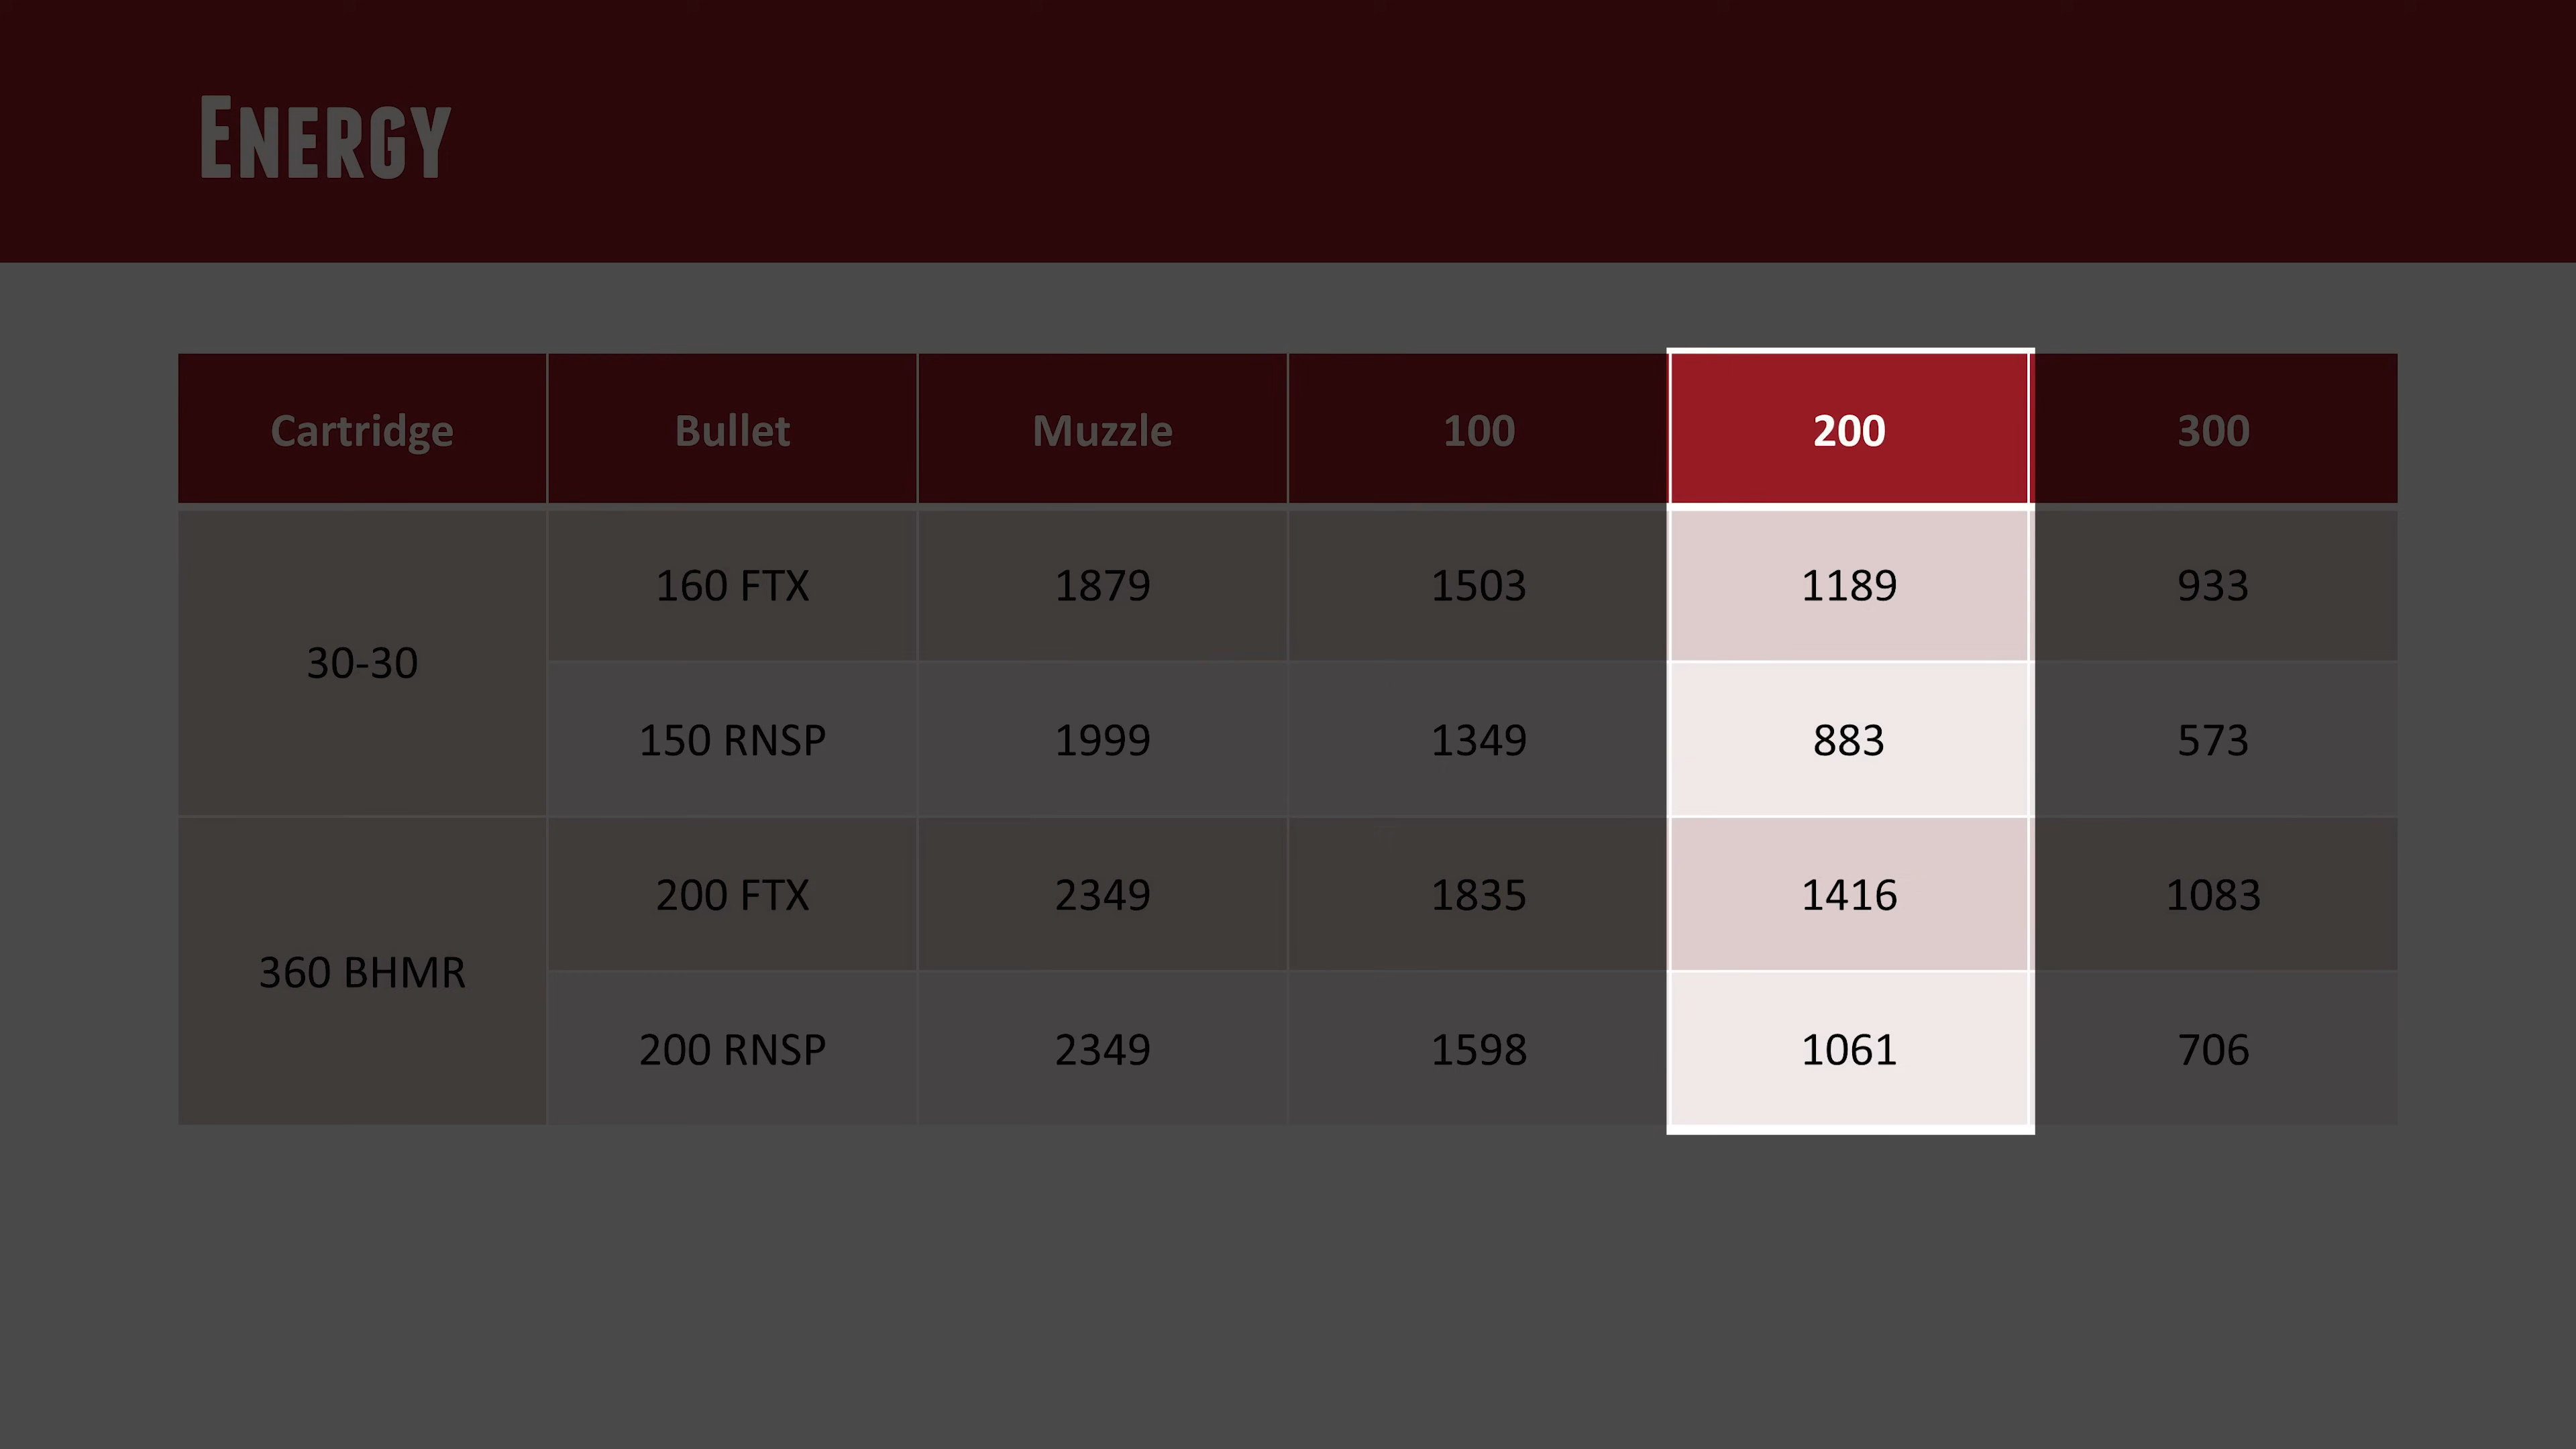 Energy
Cartridge Bullet Muzzle 100 200 300
30-30
160 FTX 1879 1503 1189 933
150 RNSP 1999 1349 883 573
360 BHMR
200 FTX 2349 1835 1416 1083
200 RNSP 2349 1598 1061 706